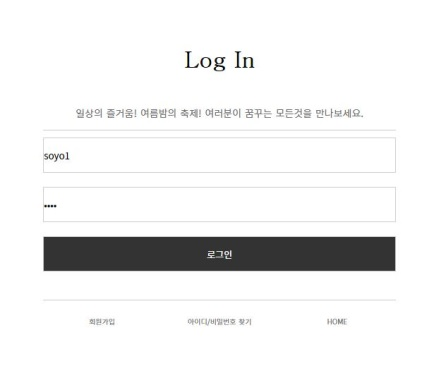 Log In
일상의 즐거움! 여름밤의 축제! 여러분이 꿈꾸는 모든것을 만나보세요.
soyo1
••••
로그인
회원가입 아이디/비밀번호 찾기 HOME